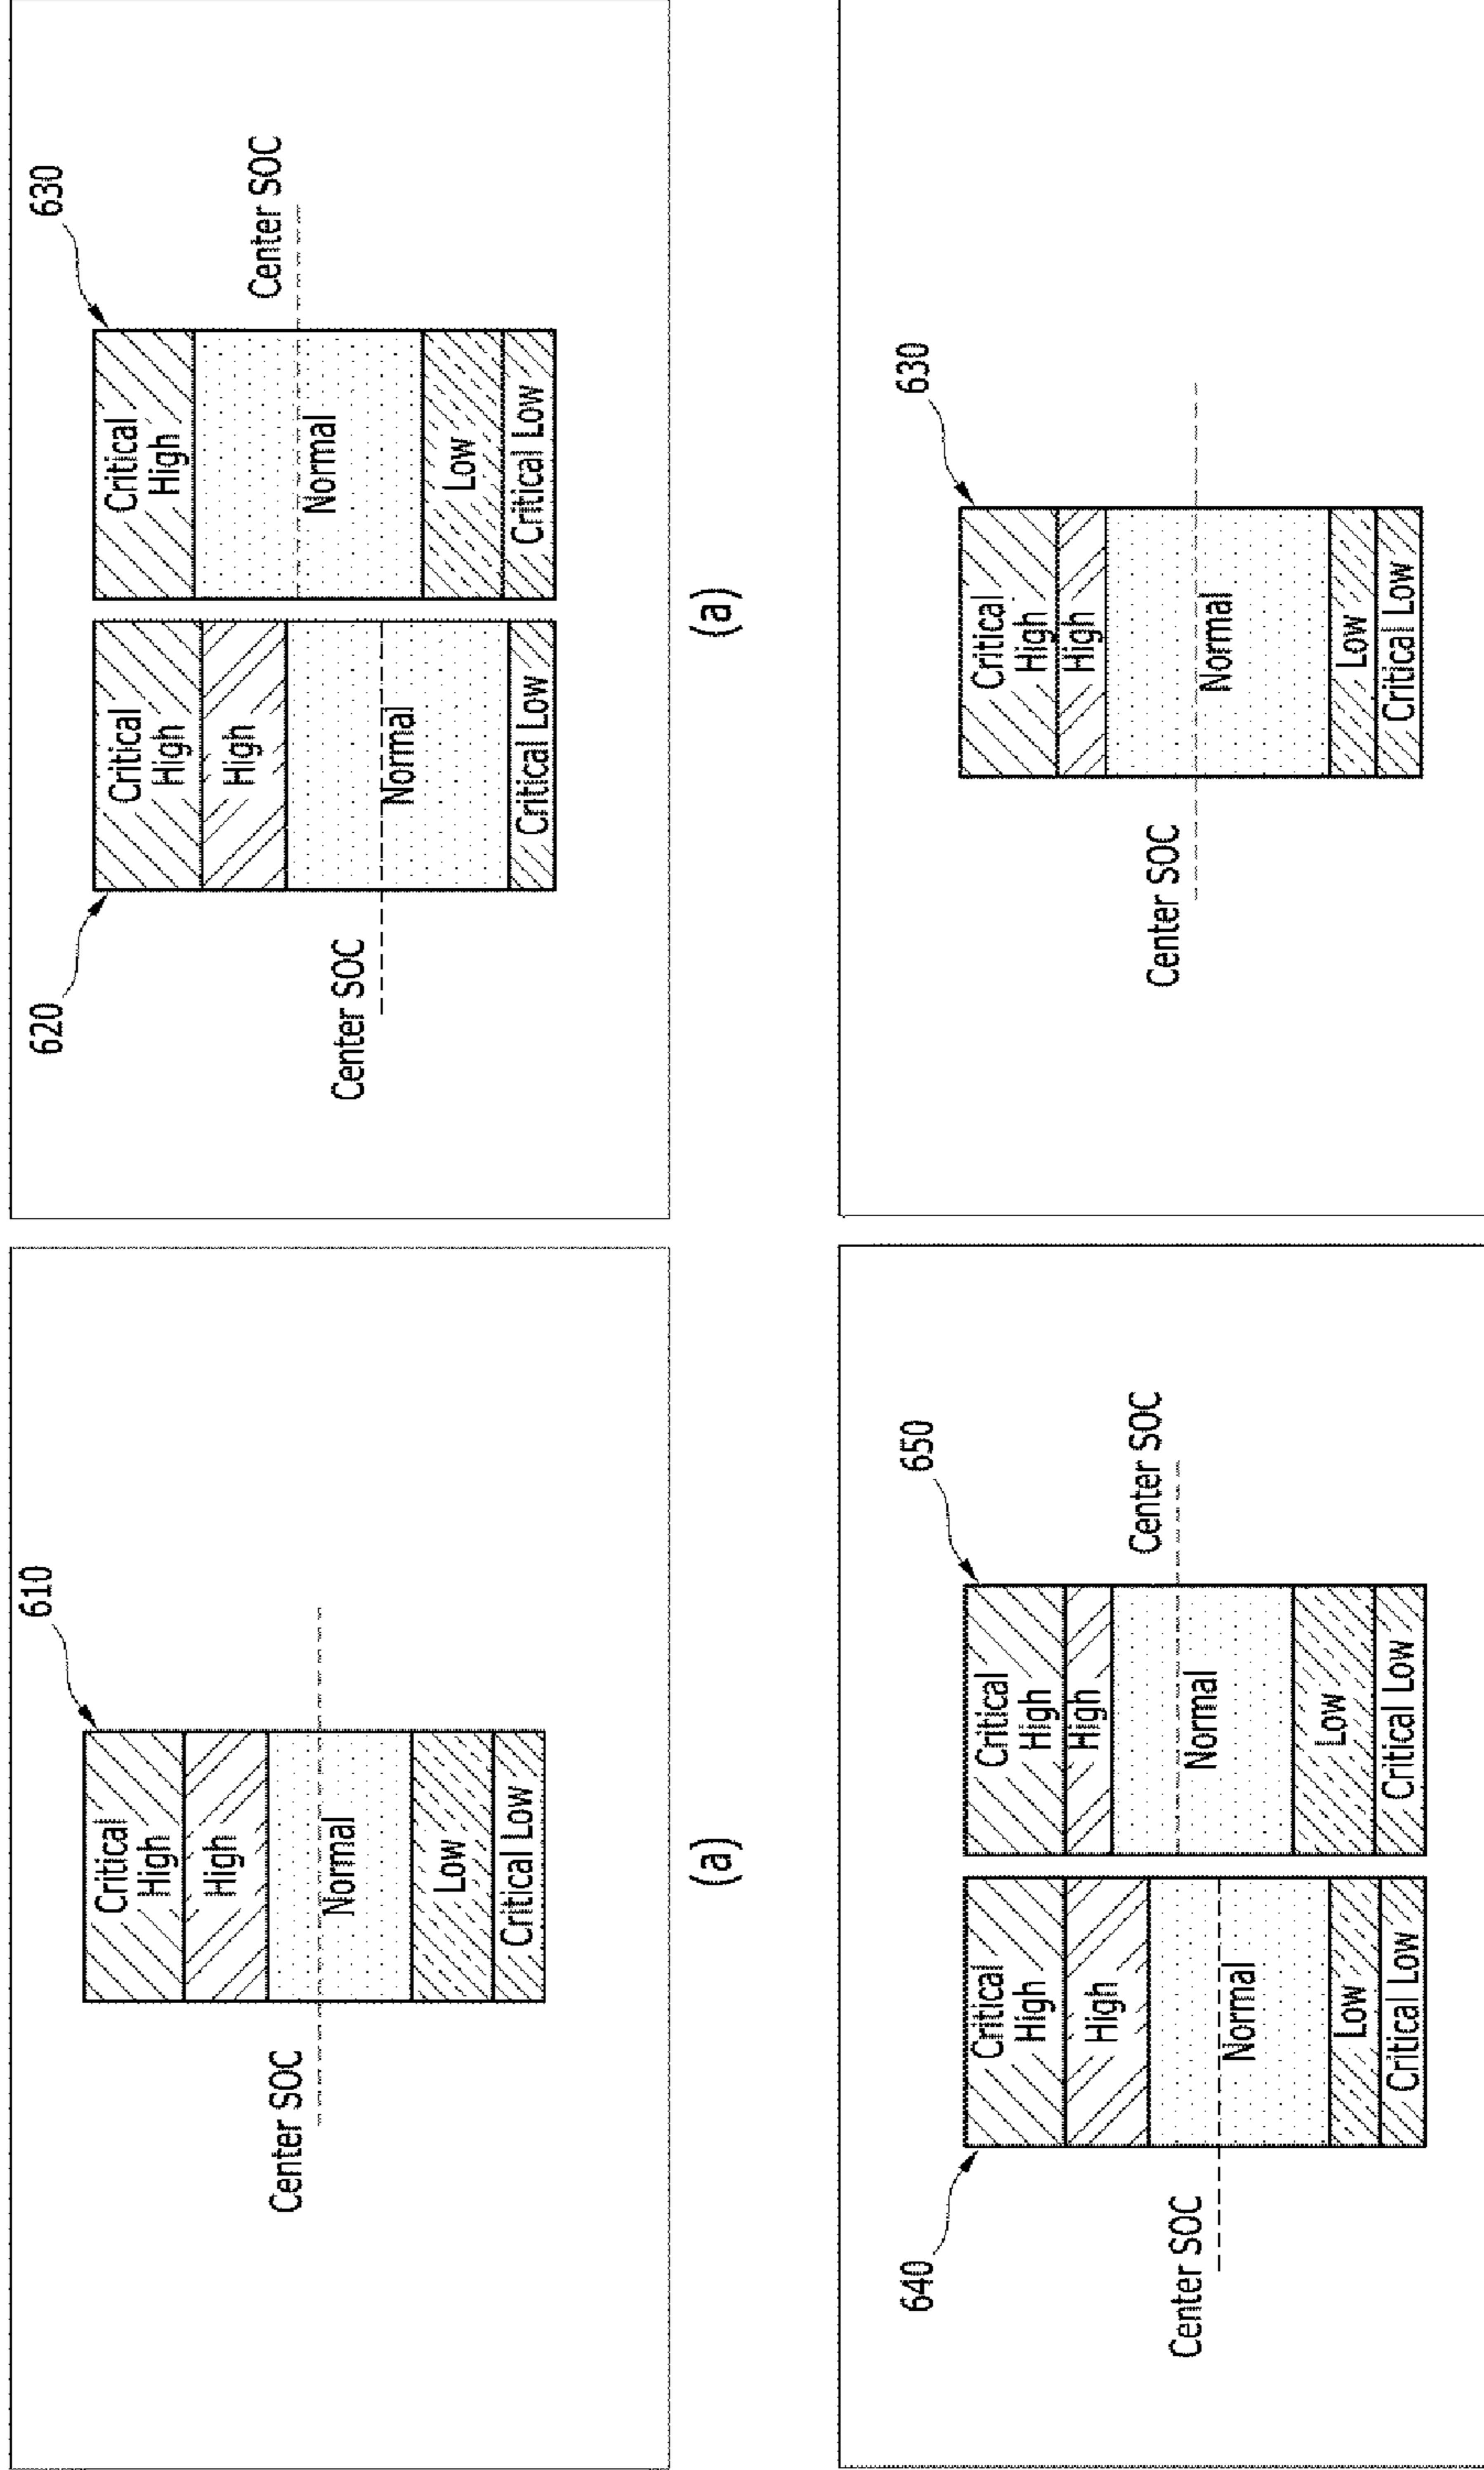 610
Critical
High
High
Center SOC
Normal
Low
Critical Low
(a)
620
630
Critical
High
High
Center SOC
Normal
Critical Low
Critical
High
Center SOC
Normal
Low
Critical Low
(a)
640
650
Critical
High
High
Center SOC
Normal
Low
Critical Low
Critical
High
High
Center SOC
Normal
Low
Critical Low
630
Critical
High
High
Center SOC
Normal
Low
Critical Low